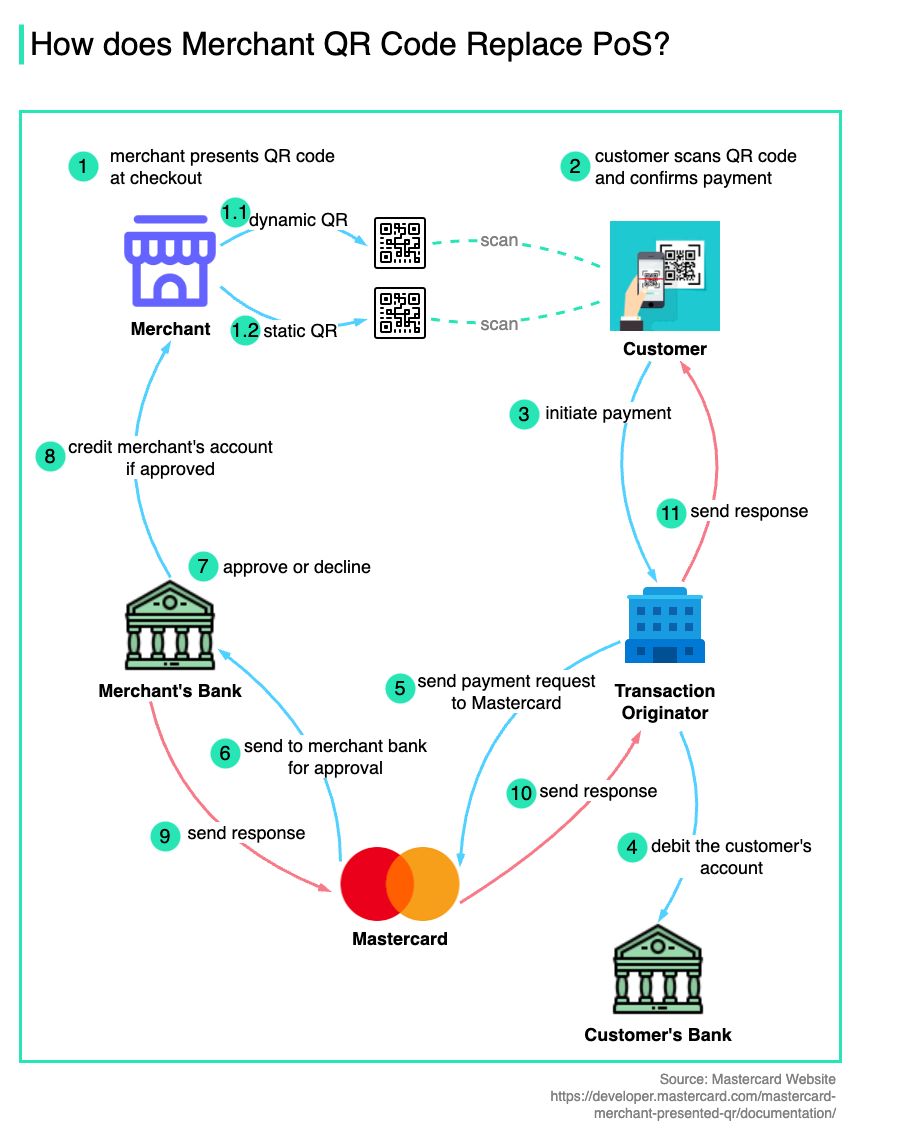 How does Merchant QR Code Replace PoS?
1
merchant presents QR code
at checkout
2
customer scans QR code
and confirms payment
1.1
dynamic QR
scan
1.2
static QR
scan
Merchant
Customer
3
initiate payment
8
credit merchant's account
if approved
11
send response
7
approve or decline
Merchant's Bank
5
send payment request
to Mastercard
Transaction
Originator
6
send to merchant bank
for approval
10
send response
9
send response
4
debit the customer's
account
Mastercard
Customer's Bank
Source: Mastercard Website
https://developer.mastercard.com/mastercard-
merchant-presented-qr/documentation/